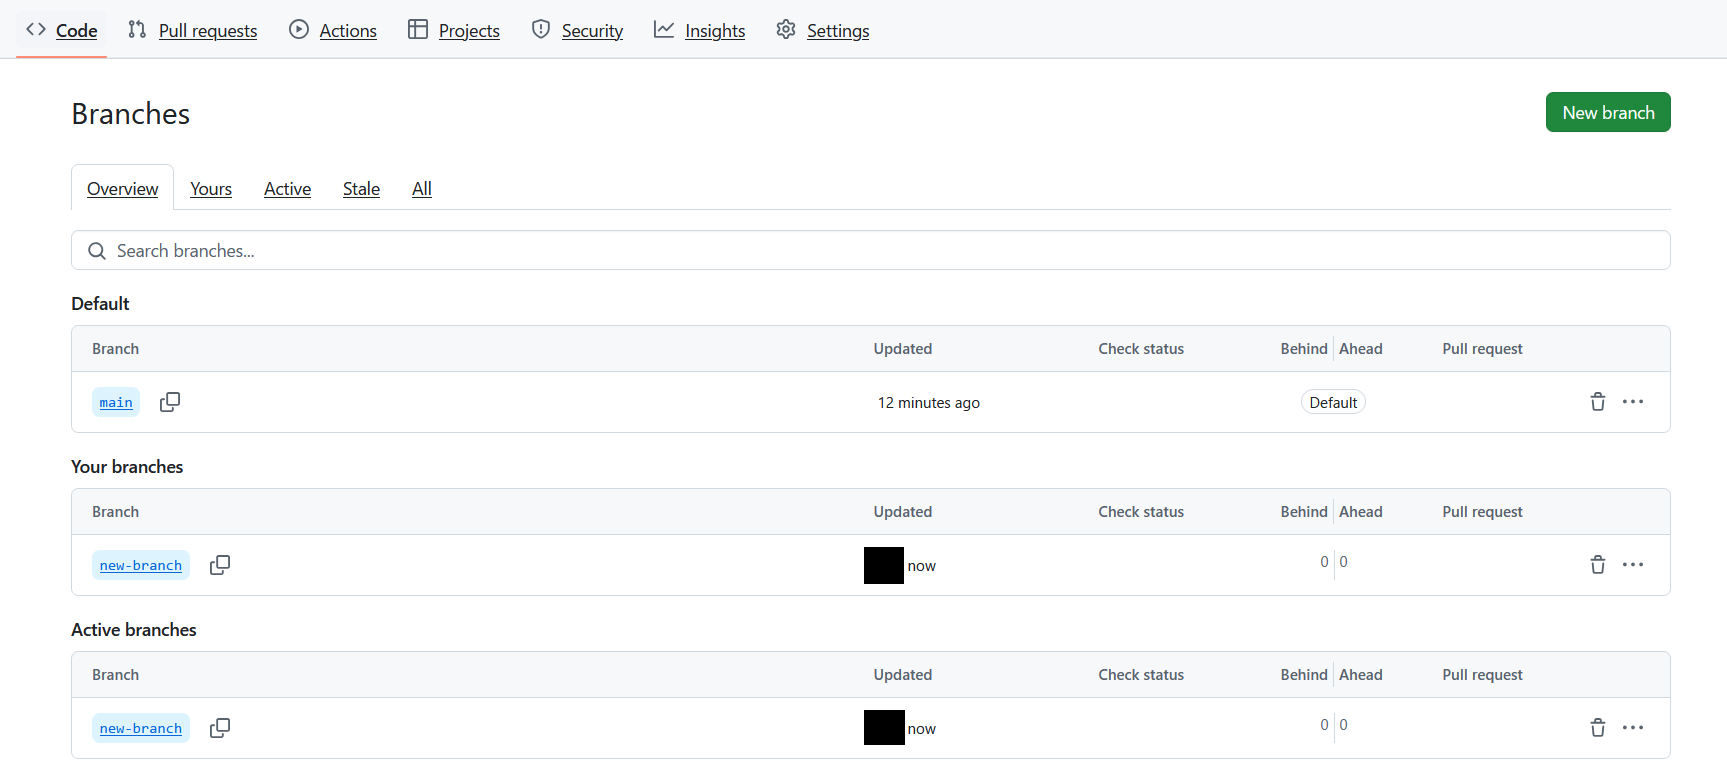 Code Pull requests Actions Projects Security Insights Settings
Branches
New branch
Overview Yours Active Stale All
Search branches...
Default
Branch Updated Check status Behind Ahead Pull request
main 12 minutes ago Default
Your branches
Branch Updated Check status Behind Ahead Pull request
new-branch now 0 0
Active branches
Branch Updated Check status Behind Ahead Pull request
new-branch now 0 0